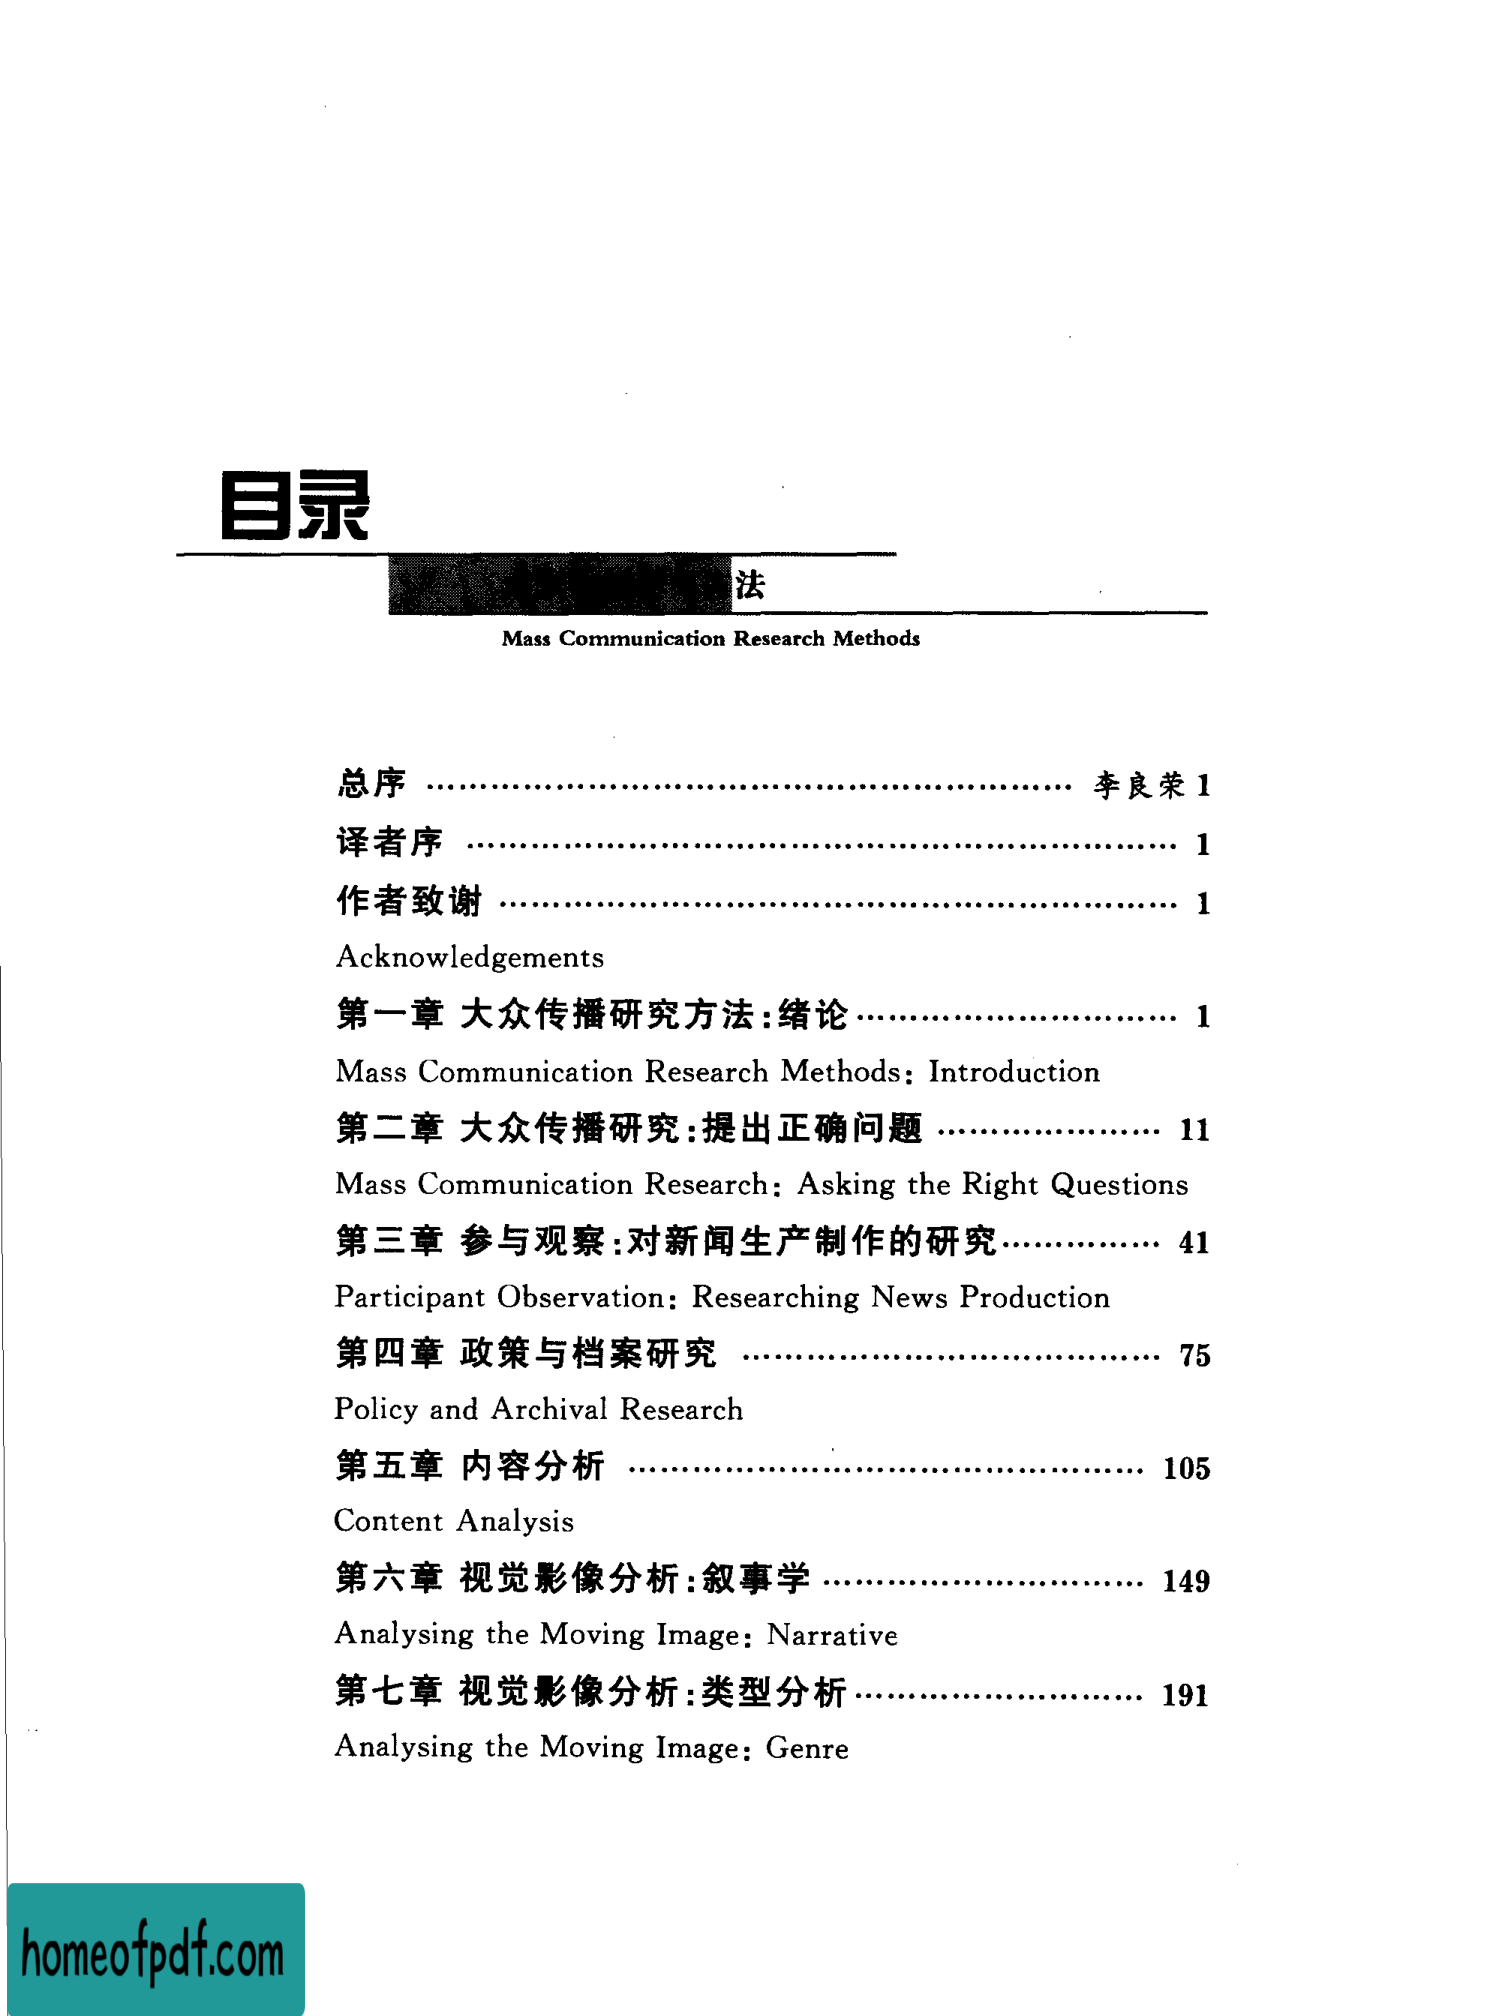 目录
法
Mass Communication Research Methods
总序 ………………………………………… 李良荣 1
译者序 ………………………………………… 1
作者致谢 ………………………………………… 1
Acknowledgements
第一章 大众传播研究方法:绪论 ………………………… 1
Mass Communication Research Methods: Introduction
第二章 大众传播研究:提出正确问题 ………………… 11
Mass Communication Research: Asking the Right Questions
第三章 参与观察:对新闻生产制作的研究 …………… 41
Participant Observation: Researching News Production
第四章 政策与档案研究 ………………………………… 75
Policy and Archival Research
第五章 内容分析 ………………………………………… 105
Content Analysis
第六章 视觉影像分析:叙事学 ………………………… 149
Analysing the Moving Image: Narrative
第七章 视觉影像分析:类型分析 ……………………… 191
Analysing the Moving Image: Genre
homeofpdf.com